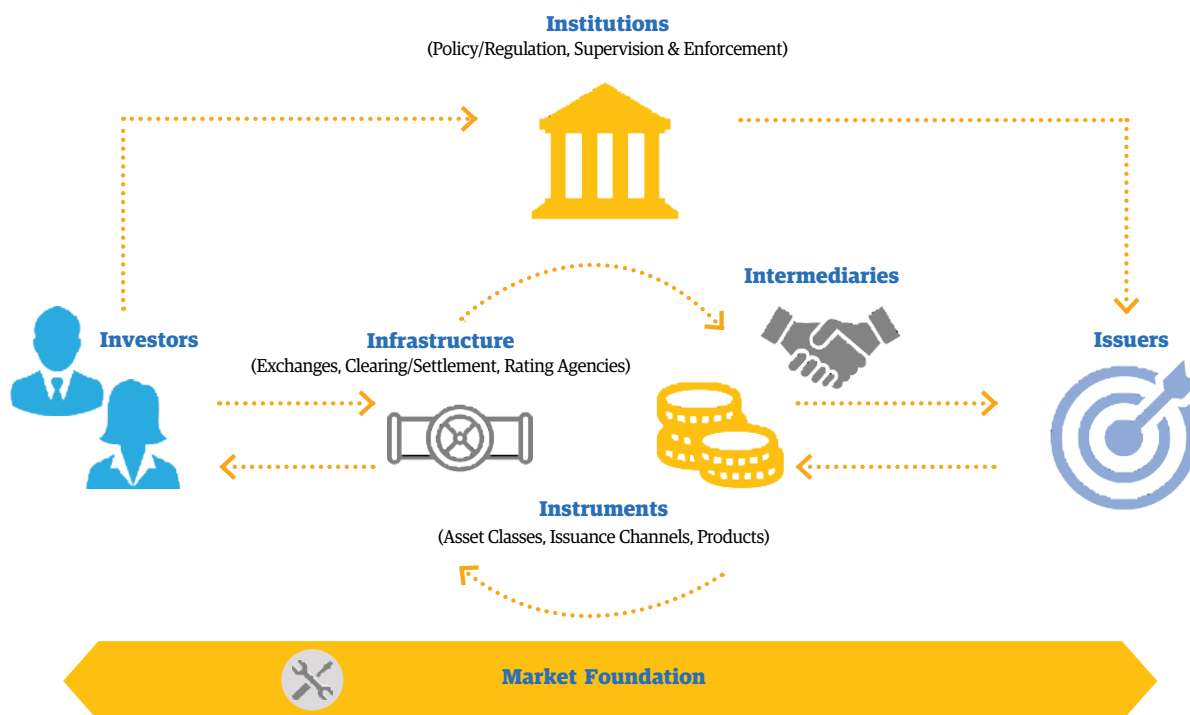 Institutions
(Policy/Regulation, Supervision & Enforcement)
Intermediaries
Investors
Infrastructure
(Exchanges, Clearing/Settlement, Rating Agencies)
Issuers
Instruments
(Asset Classes, Issuance Channels, Products)
Market Foundation